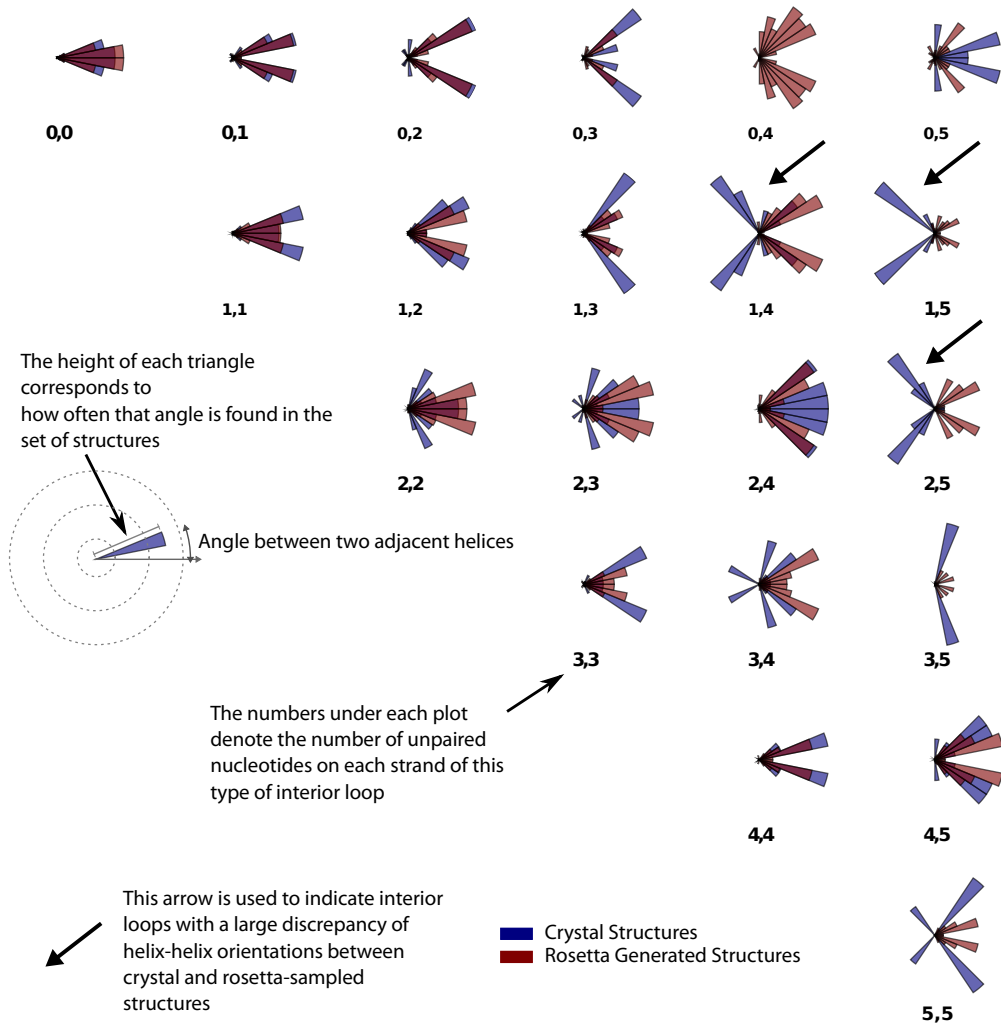 0,0
0,1
0,2
0,3
0,4
0,5
1,1
1,2
1,3
1,4
1,5
The height of each triangle
corresponds to
how often that angle is found in the
set of structures
2,2
2,3
2,4
2,5
Angle between two adjacent helices
3,3
3,4
3,5
The numbers under each plot
denote the number of unpaired
nucleotides on each strand of this
type of interior loop
4,4
4,5
This arrow is used to indicate interior
loops with a large discrepancy of
helix-helix orientations between
crystal and rosetta-sampled
structures
Crystal Structures
Rosetta Generated Structures
5,5